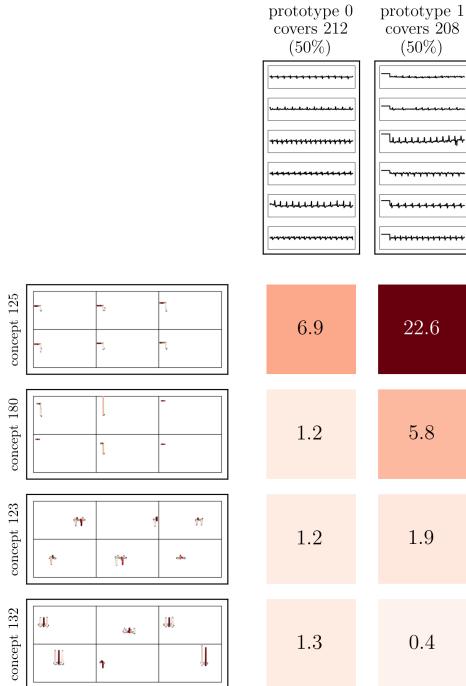 prototype 0
covers 212
(50%)
prototype 1
covers 208
(50%)
concept 125
6.9
22.6
concept 180
1.2
5.8
concept 123
1.2
1.9
concept 132
1.3
0.4